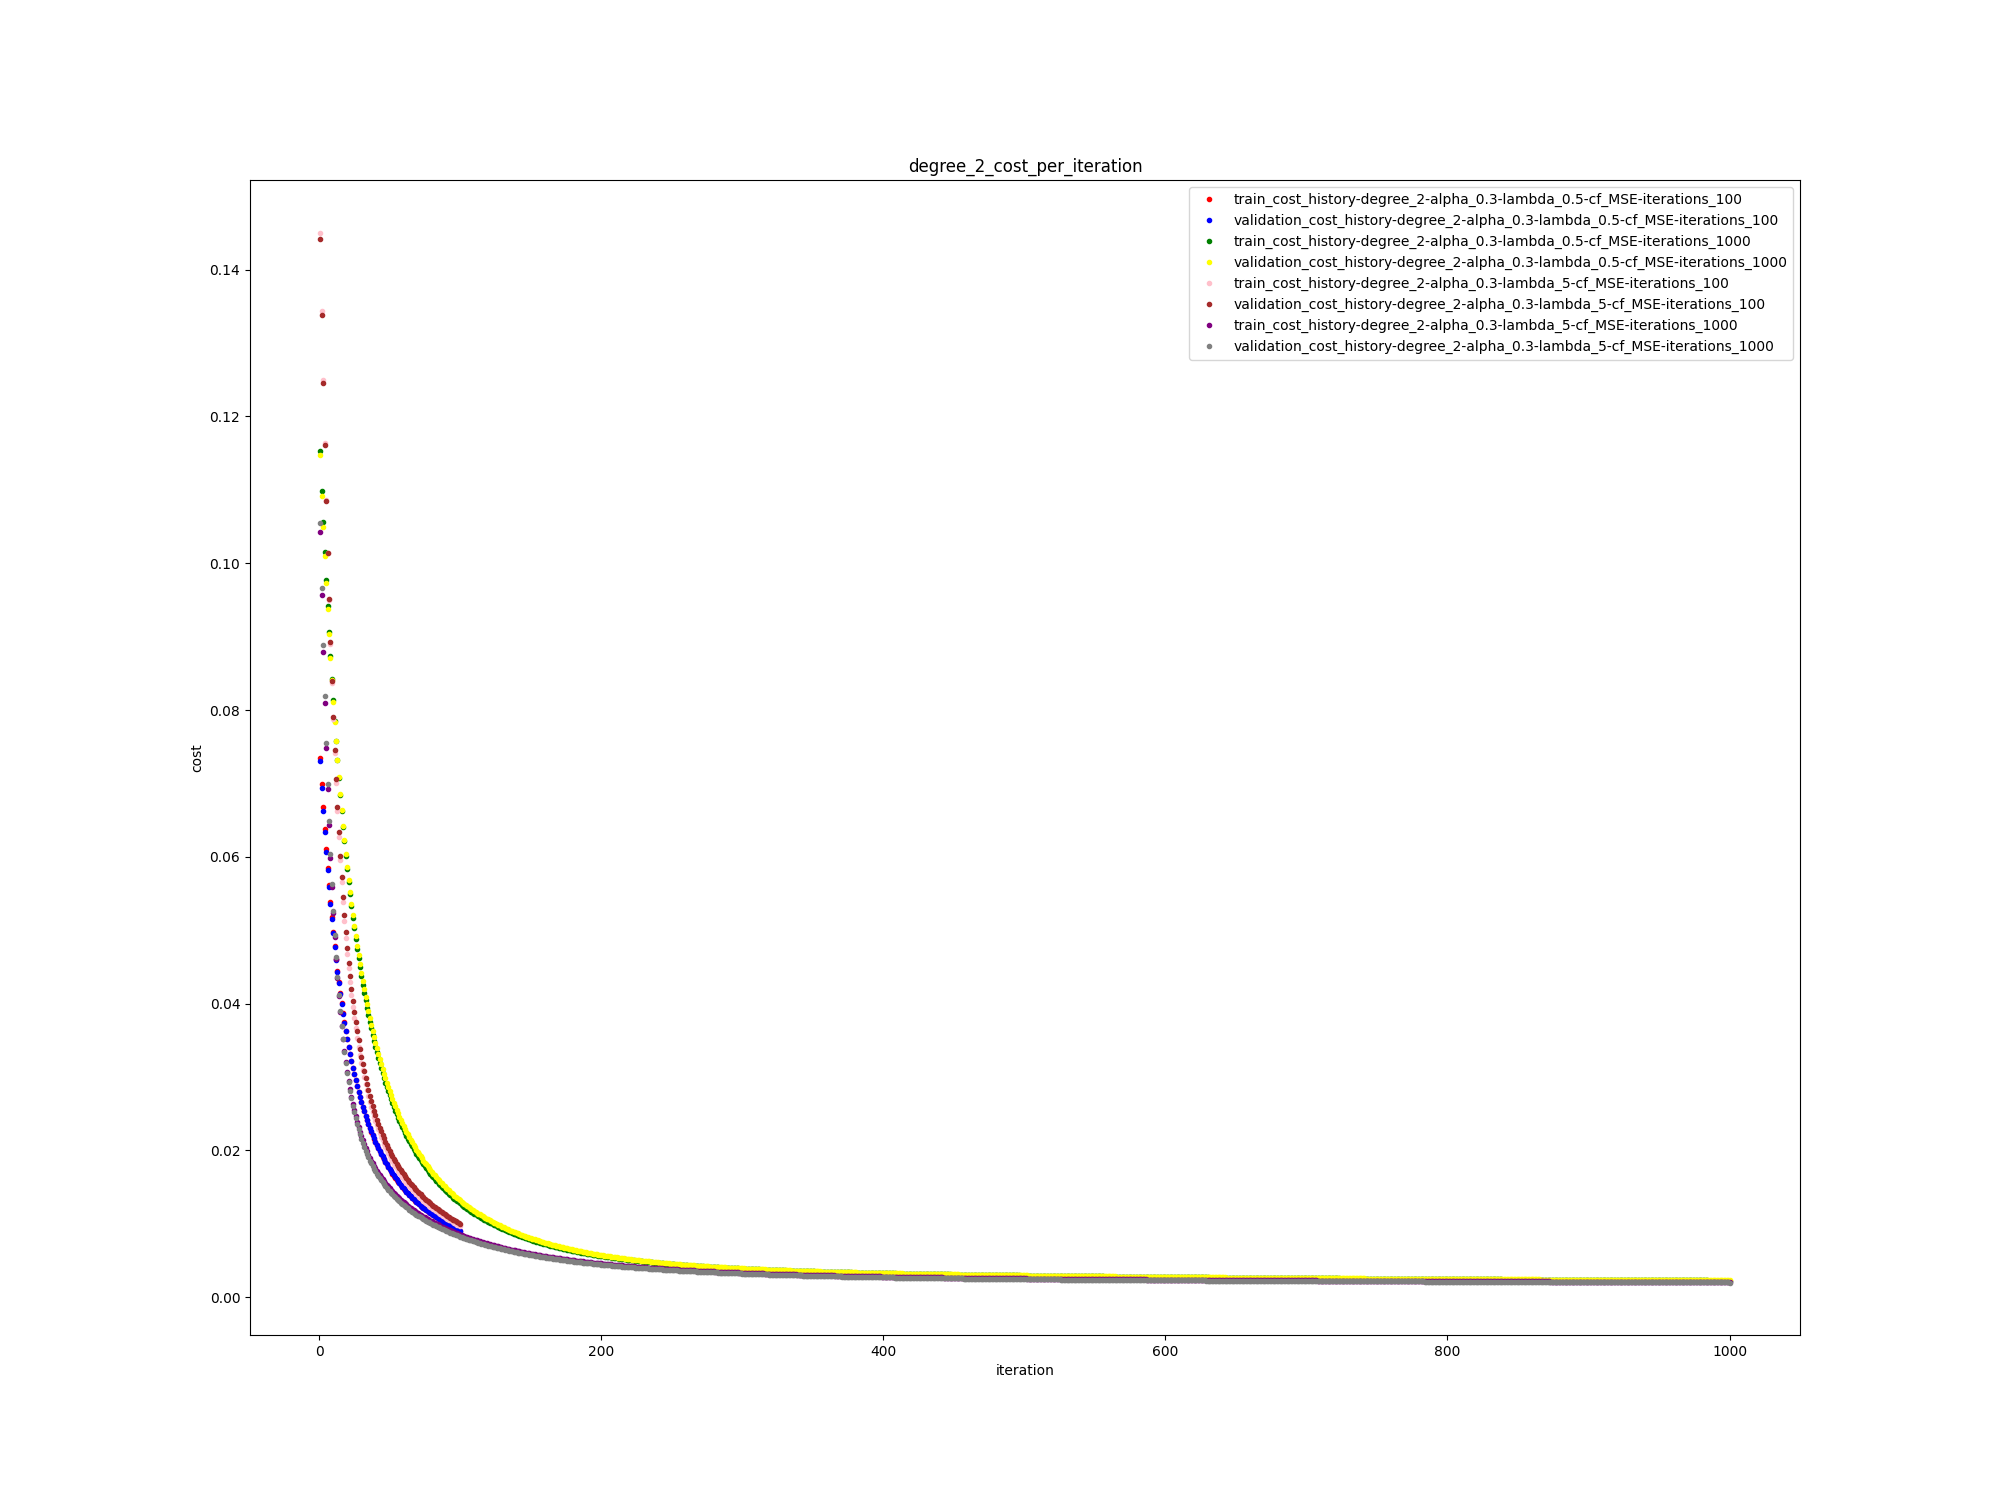 degree_2_cost_per_iteration
train_cost_history-degree_2-alpha_0.3-lambda_0.5-cf_MSE-iterations_100
validation_cost_history-degree_2-alpha_0.3-lambda_0.5-cf_MSE-iterations_100
train_cost_history-degree_2-alpha_0.3-lambda_0.5-cf_MSE-iterations_1000
validation_cost_history-degree_2-alpha_0.3-lambda_0.5-cf_MSE-iterations_1000
train_cost_history-degree_2-alpha_0.3-lambda_5-cf_MSE-iterations_100
validation_cost_history-degree_2-alpha_0.3-lambda_5-cf_MSE-iterations_100
train_cost_history-degree_2-alpha_0.3-lambda_5-cf_MSE-iterations_1000
validation_cost_history-degree_2-alpha_0.3-lambda_5-cf_MSE-iterations_1000
0.14
0.12
0.10
0.08
0.06
0.04
0.02
0.00
cost
0 200 400 600 800 1000
iteration